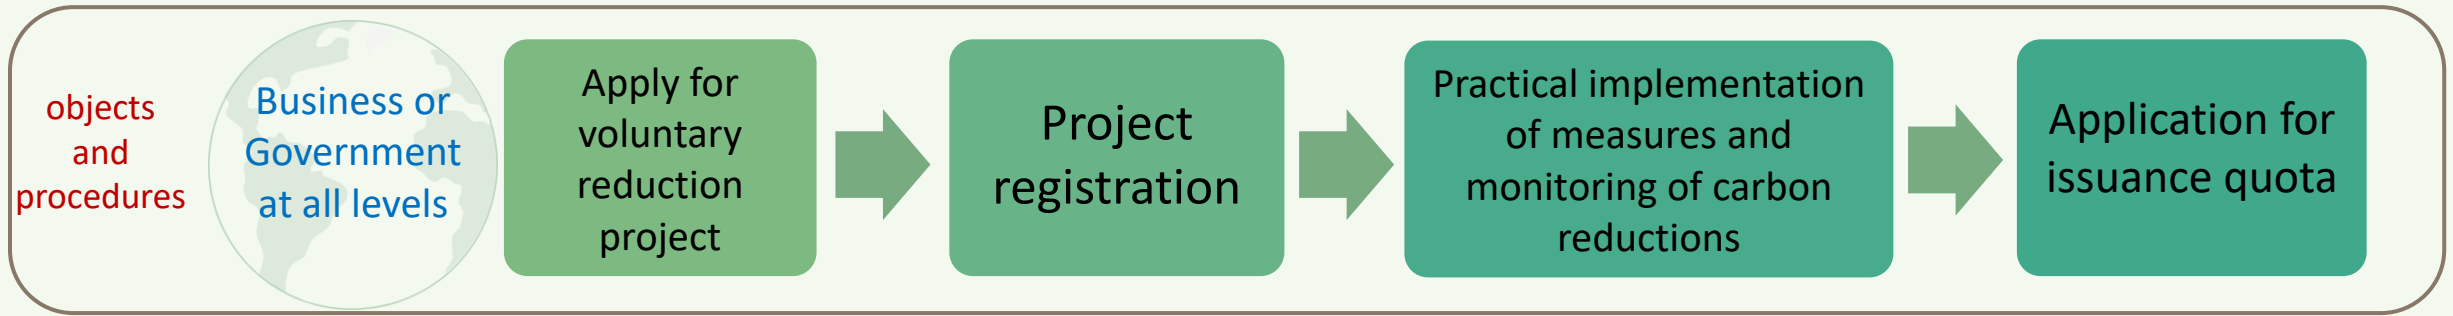 objects
and
procedures
Business or
Government
at all levels
Apply for
voluntary
reduction
project
Project
registration
Practical implementation
of measures and
monitoring of carbon
reductions
Application for
issuance quota